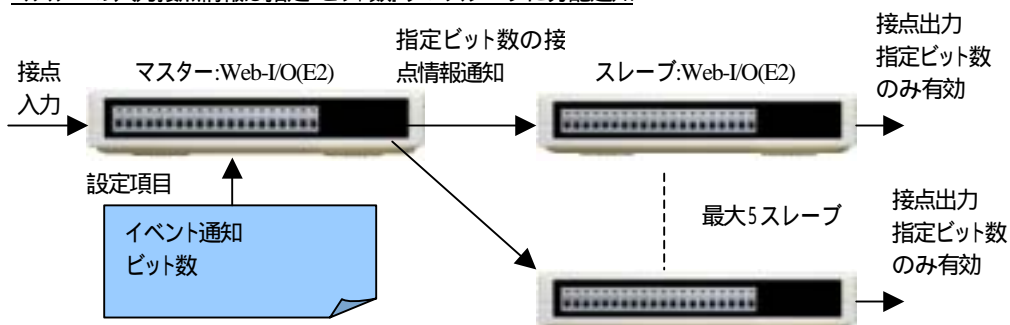 接点出力
指定ビット数
のみ有効
指定ビット数の接
点情報通知
接点
入力
マスター:Web-I/O(E2)
スレーブ:Web-I/O(E2)
設定項目
イベント通知
ビット数
最大5スレーブ
接点出力
指定ビット数
のみ有効